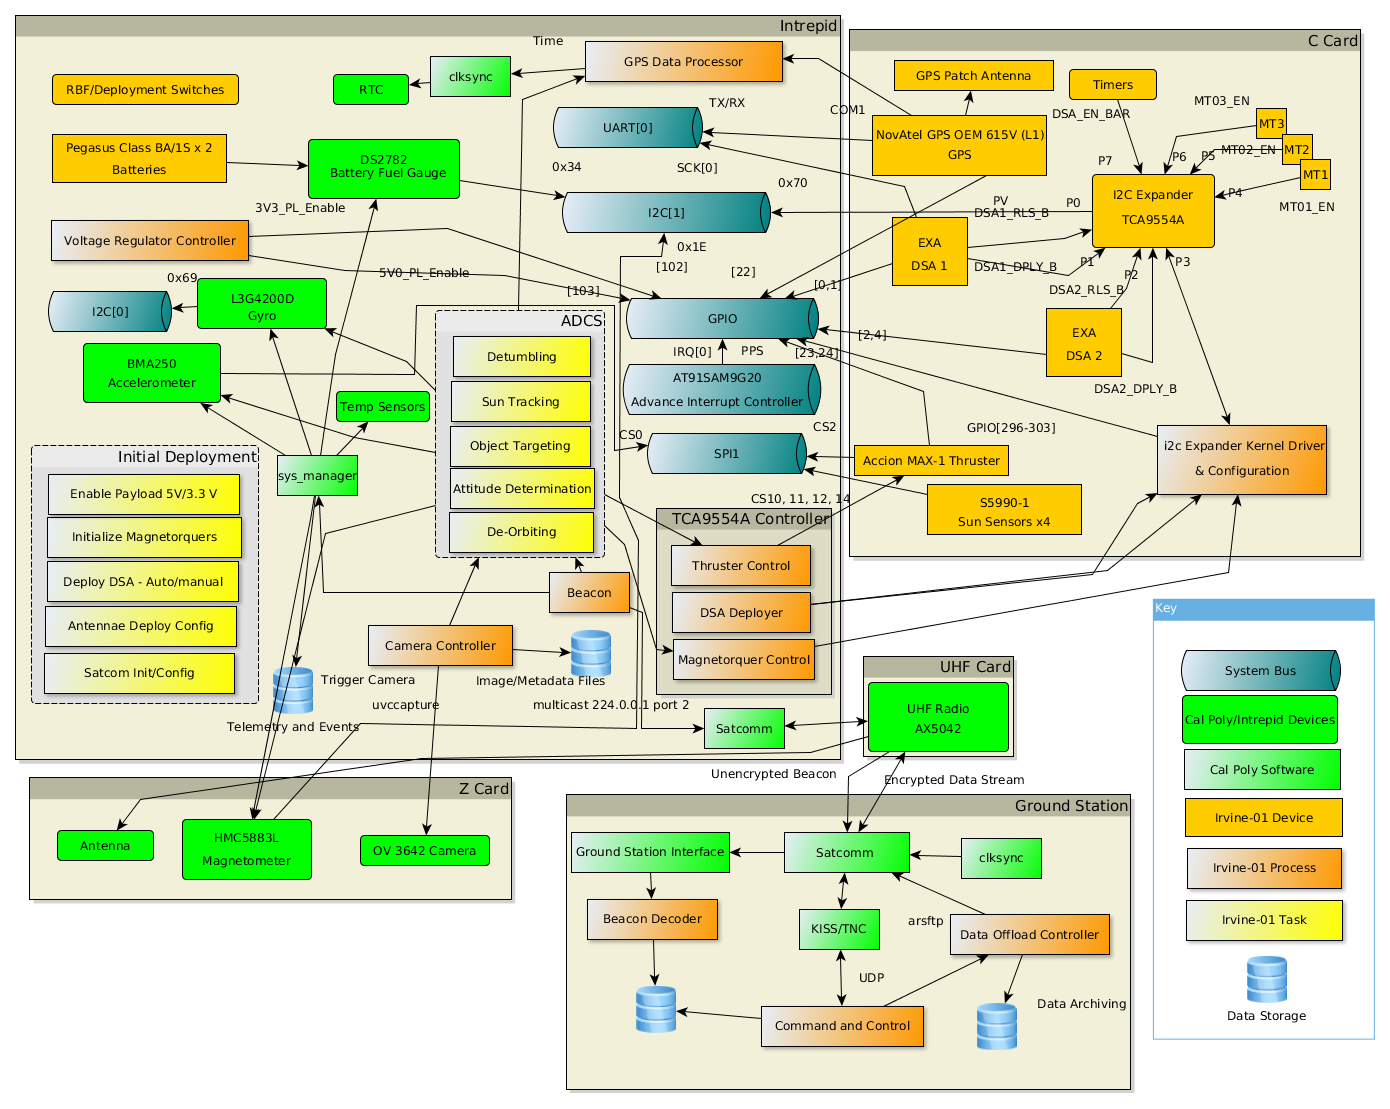 Intrepid
Time
GPS Data Processor
clksync
RTC
RBF/Deployment Switches
Pegasus Class BA/1S x 2
Batteries
DS2782
Battery Fuel Gauge
UART[0]
TX/RX
0x34
SCK[0]
0x70
I2C[1]
0x1E
3V3_PL_Enable
Voltage Regulator Controller
5V0_PL_Enable
[102]
[22]
[103]
0x69
I2C[0]
L3G4200D
Gyro
BMA250
Accelerometer
Temp Sensors
GPIO
IRQ[0]
PPS
[0,1]
[2,4]
[23,24]
AT91SAM9G20
Advance Interrupt Controller
CS0
CS2
SPI1
CS10, 11, 12, 14
ADCS
Detumbling
Sun Tracking
Object Targeting
Attitude Determination
De-Orbiting
Initial Deployment
Enable Payload 5V/3.3 V
Initialize Magnetorquers
Deploy DSA - Auto/manual
Antennae Deploy Config
Satcom Init/Config
sys_manager
TCA9554A Controller
Thruster Control
DSA Deployer
Magnetorquer Control
Beacon
Camera Controller
Trigger Camera
Image/Metadata Files
uvccapture
multicast 224.0.0.1 port 2
Telemetry and Events
Satcomm
C Card
GPS Patch Antenna
Timers
COM1
DSA_EN_BAR
MT03_EN
MT3
MT02_EN
MT2
MT1
MT01_EN
NovAtel GPS OEM 615V (L1)
GPS
P7
P6
P5
P4
I2C Expander
TCA9554A
PV
P0
DSA1_RLS_B
EXA
DSA 1
DSA1_DPLY_B
P1
P2
P3
DSA2_RLS_B
EXA
DSA 2
DSA2_DPLY_B
GPIO[296-303]
i2c Expander Kernel Driver
& Configuration
Accion MAX-1 Thruster
S5990-1
Sun Sensors x4
UHF Card
UHF Radio
AX5042
Unencrypted Beacon
Encrypted Data Stream
Z Card
Antenna
HMC5883L
Magnetometer
OV 3642 Camera
Ground Station
Ground Station Interface
Satcomm
clksync
Beacon Decoder
KISS/TNC
arsftp
Data Offload Controller
UDP
Command and Control
Data Archiving
Key
System Bus
Cal Poly/Intrepid Devices
Cal Poly Software
Irvine-01 Device
Irvine-01 Process
Irvine-01 Task
Data Storage